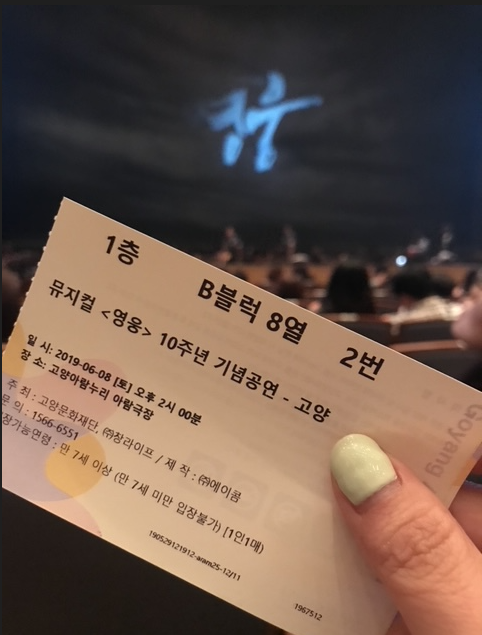 영웅
1층 B블럭 8열 2번
뮤지컬 <영웅> 10주년 기념공연 - 고양
일 시: 2019-06-08 [토] 오후 2시 00분
장 소: 고양아람누리 아람극장
주 최 : 고양문화재단, ㈜창라이프 / 제 작 : ㈜에이콤
문 의 : 1566-6551
장가능연령 : 만 7세 이상 (만 7세 미만 입장불가) [1인1매]
190529121912-aram25-12/11
1967512
Goyang